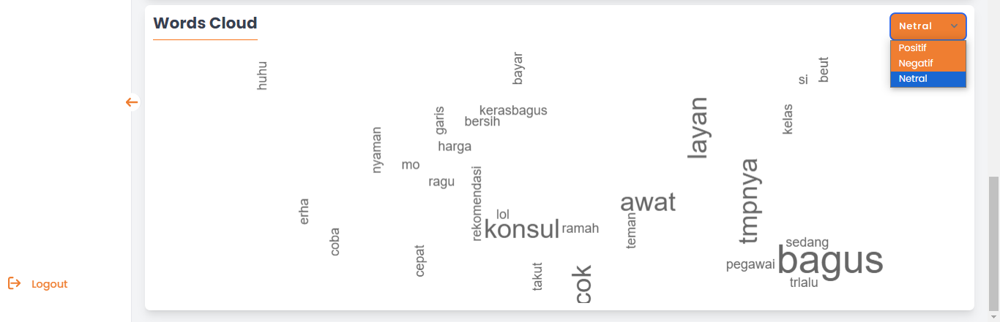 Words Cloud
Netral
Positif
Negatif
Netral
huhu
bayar
si
beut
garis
kerasbagus
bersih
layan
kelas
nyaman
harga
mo
ragu
rekomendasi
tmpnya
erha
coba
lol
konsul
ramah
awat
teman
cepat
takut
cok
sedang
pegawai
bagus
trlalu
Logout